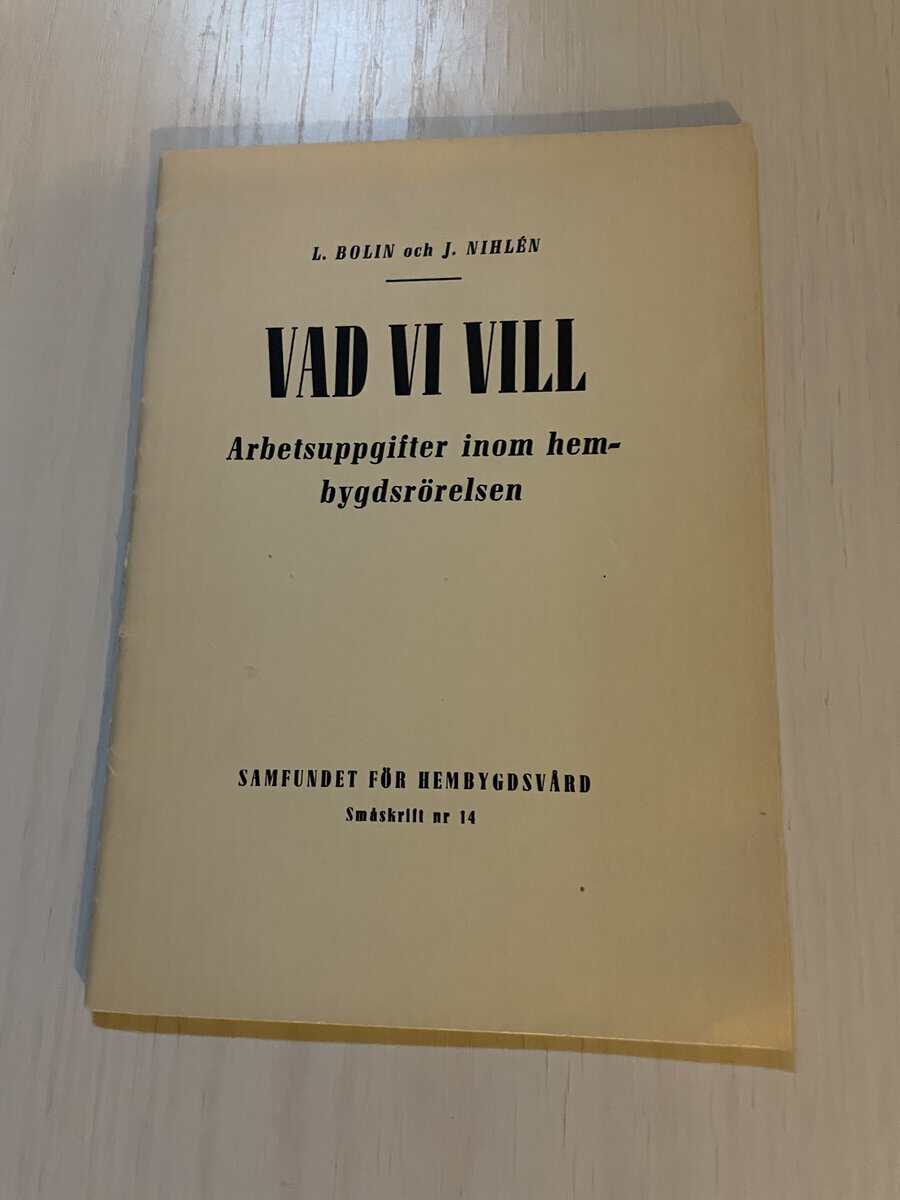 L. BOLIN och J. NIHLÉN
VAD VI VILL
Arbetsuppgifter inom hem-
bygdsrörelsen
SAMFUNDET FÖR HEMBYGDSVÅRD
Småskrift nr 14